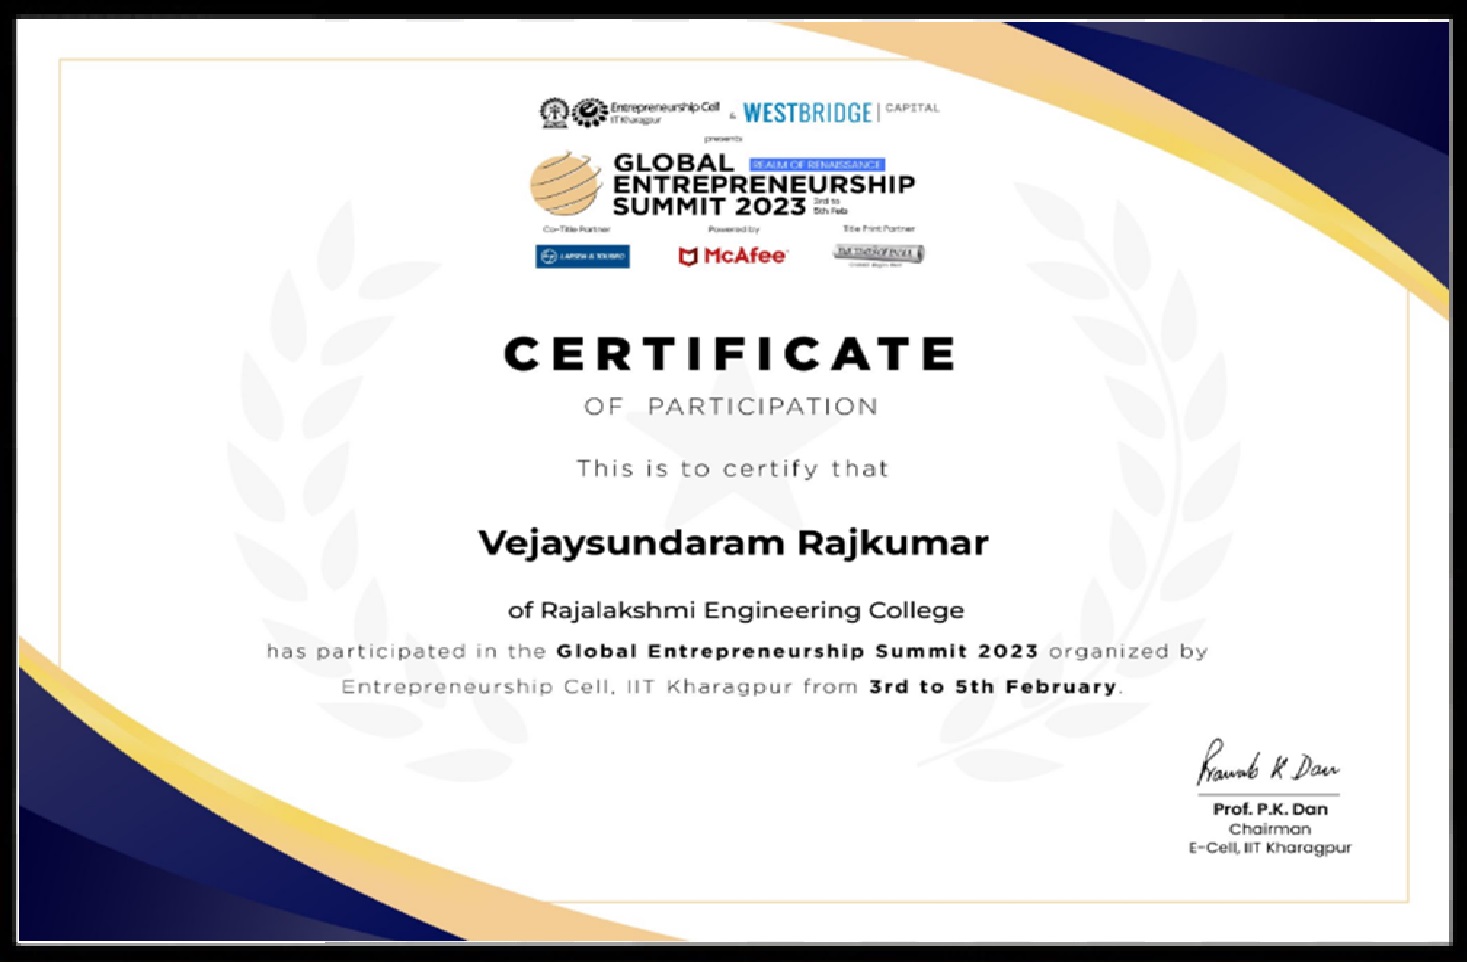 Entrepreneurship Cell
IIT Kharagpur
& WESTBRIDGE | CAPITAL
presents
GLOBAL REALM OF RENAISSANCE
ENTREPRENEURSHIP
SUMMIT 2023 3rd to
5th Feb
Co-Title Partner Powered by Title Print Partner
LARSEN & TOUBRO McAfee
CERTIFICATE
OF PARTICIPATION
This is to certify that
Vejaysundaram Rajkumar
of Rajalakshmi Engineering College
has participated in the Global Entrepreneurship Summit 2023 organized by
Entrepreneurship Cell, IIT Kharagpur from 3rd to 5th February.
Pranab K Dan
Prof. P.K. Dan
Chairman
E-Cell, IIT Kharagpur